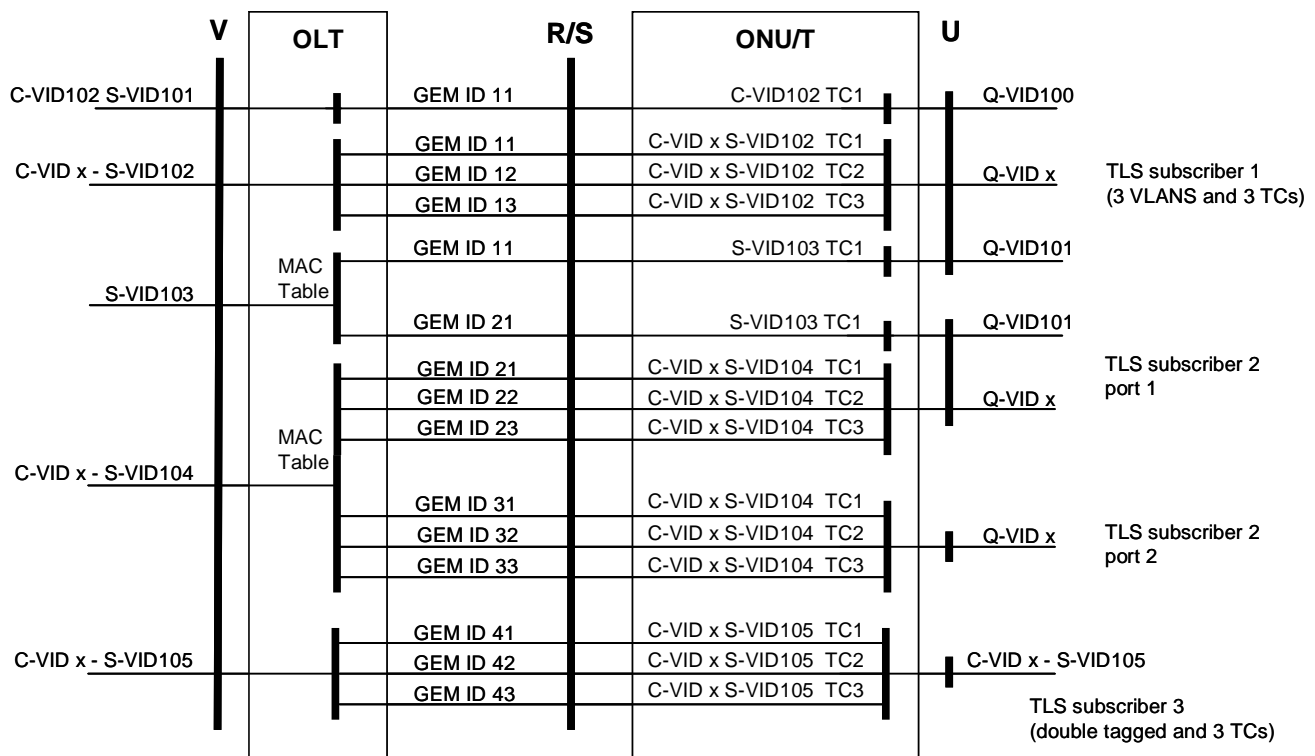 V OLT R/S ONU/T U
C-VID102 S-VID101 GEM ID 11 C-VID102 TC1 Q-VID100
GEM ID 11 C-VID x S-VID102 TC1
C-VID x - S-VID102 GEM ID 12 C-VID x S-VID102 TC2 Q-VID x TLS subscriber 1
GEM ID 13 C-VID x S-VID102 TC3 (3 VLANS and 3 TCs)
GEM ID 11 S-VID103 TC1 Q-VID101
MAC
Table
S-VID103
GEM ID 21 S-VID103 TC1 Q-VID101
GEM ID 21 C-VID x S-VID104 TC1 TLS subscriber 2
port 1
GEM ID 22 C-VID x S-VID104 TC2 Q-VID x
GEM ID 23 C-VID x S-VID104 TC3
MAC
Table
C-VID x - S-VID104
GEM ID 31 C-VID x S-VID104 TC1
GEM ID 32 C-VID x S-VID104 TC2 Q-VID x TLS subscriber 2
port 2
GEM ID 33 C-VID x S-VID104 TC3
GEM ID 41 C-VID x S-VID105 TC1
C-VID x - S-VID105 GEM ID 42 C-VID x S-VID105 TC2 C-VID x - S-VID105
GEM ID 43 C-VID x S-VID105 TC3
TLS subscriber 3
(double tagged and 3 TCs)